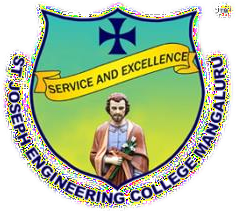 SERVICE AND EXCELLENCE
ST. JOSEPH ENGINEERING COLLEGE MANGALURU